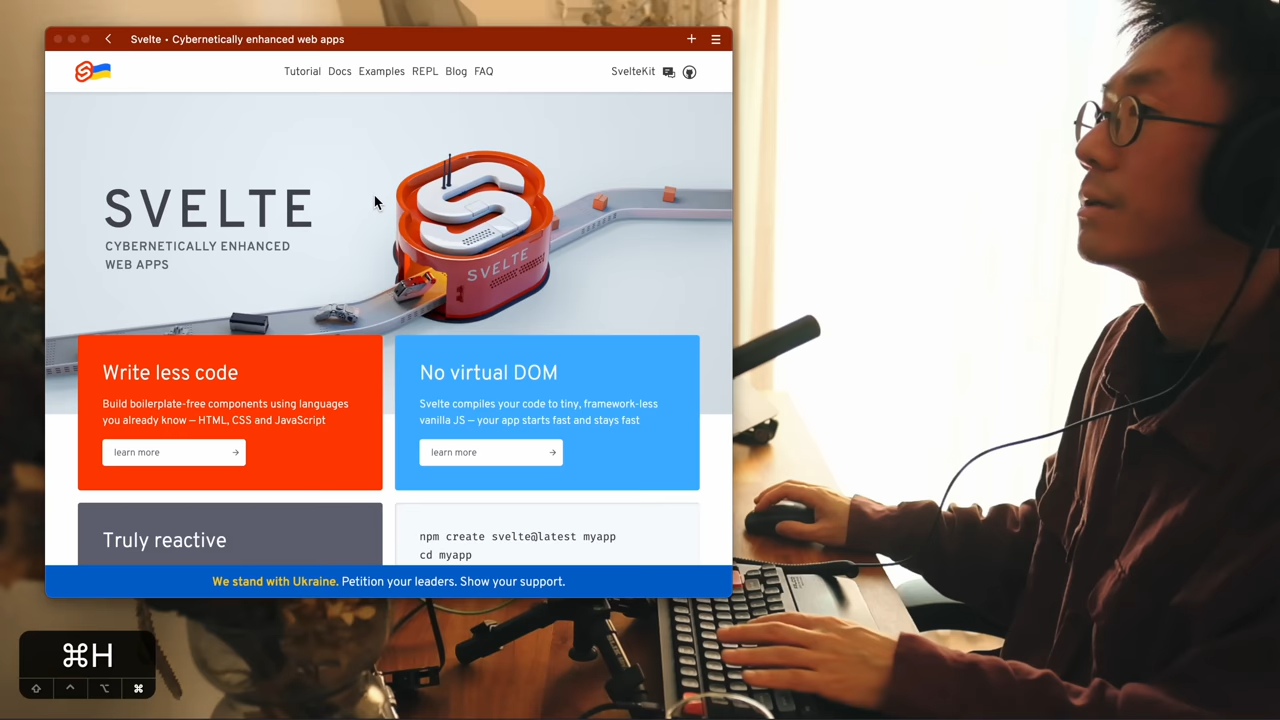 Svelte • Cybernetically enhanced web apps
Tutorial Docs Examples REPL Blog FAQ
SvelteKit
SVELTE
CYBERNETICALLY ENHANCED
WEB APPS
SVELTE
Write less code
Build boilerplate-free components using languages
you already know — HTML, CSS and JavaScript
learn more →
No virtual DOM
Svelte compiles your code to tiny, framework-less
vanilla JS — your app starts fast and stays fast
learn more →
Truly reactive
npm create svelte@latest myapp
cd myapp
We stand with Ukraine. Petition your leaders. Show your support.
⌘H
⇧ ^ ⌥ ⌘